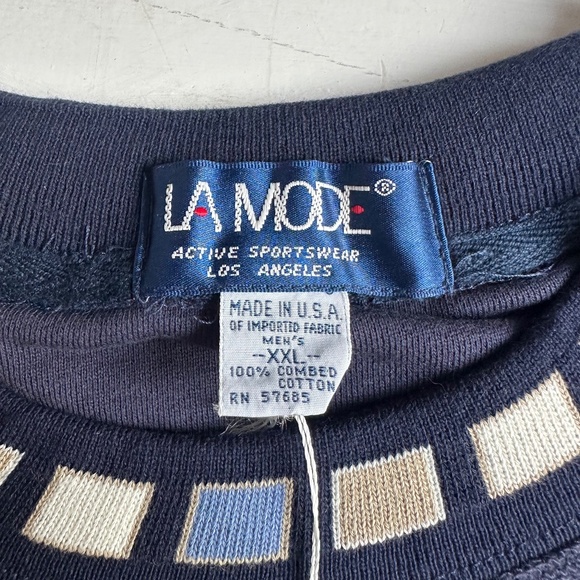 LA MODE®
ACTIVE SPORTSWEAR
LOS ANGELES
MADE IN U.S.A.
OF IMPORTED FABRIC
MEN'S
--XXL--
100% COMBED
COTTON
RN 57685